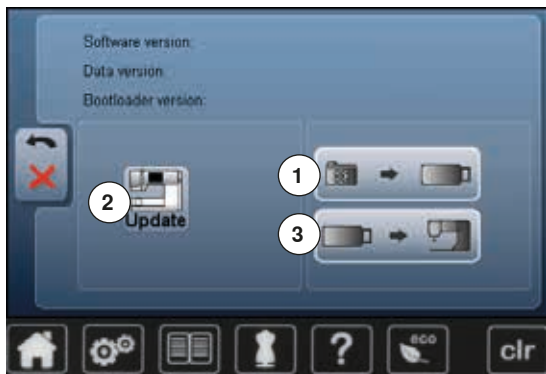 Software version:
Data version:
Bootloader version:
1
2
Update
3
?
eco
clr